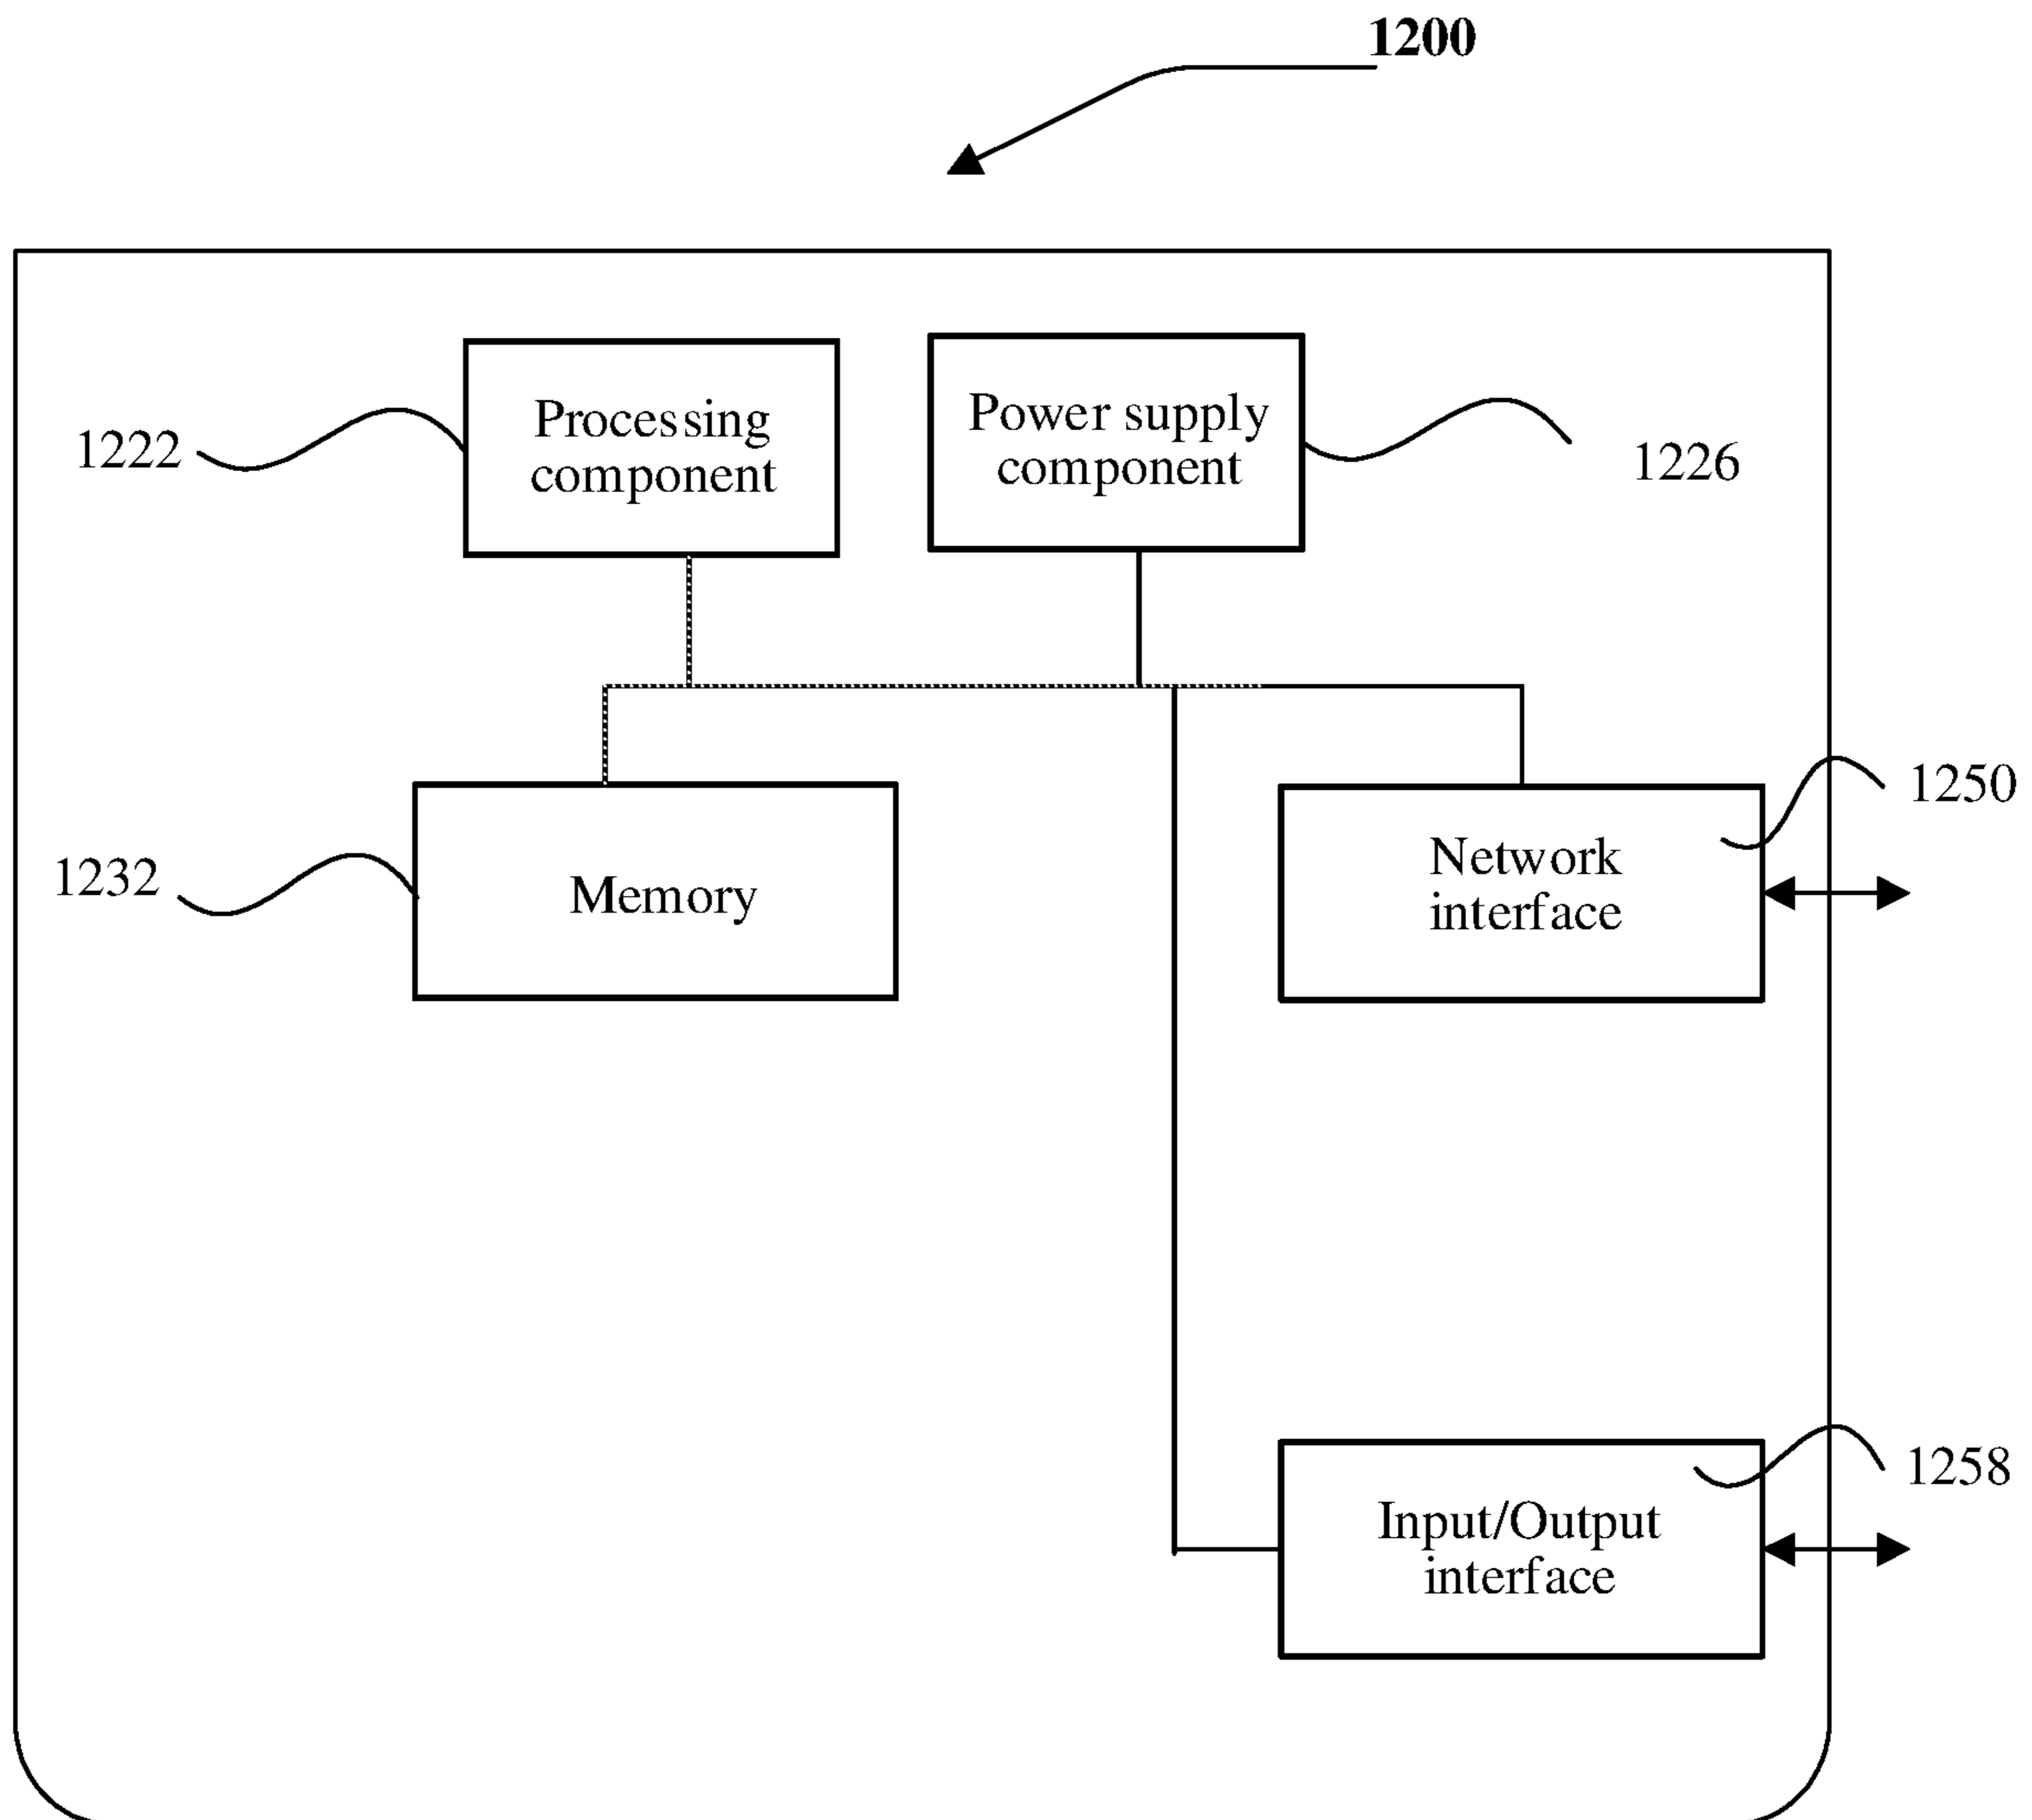 1200
Processing
component
Power supply
component
1222
1226
1250
Network
interface
1232
Memory
1258
Input/Output
interface